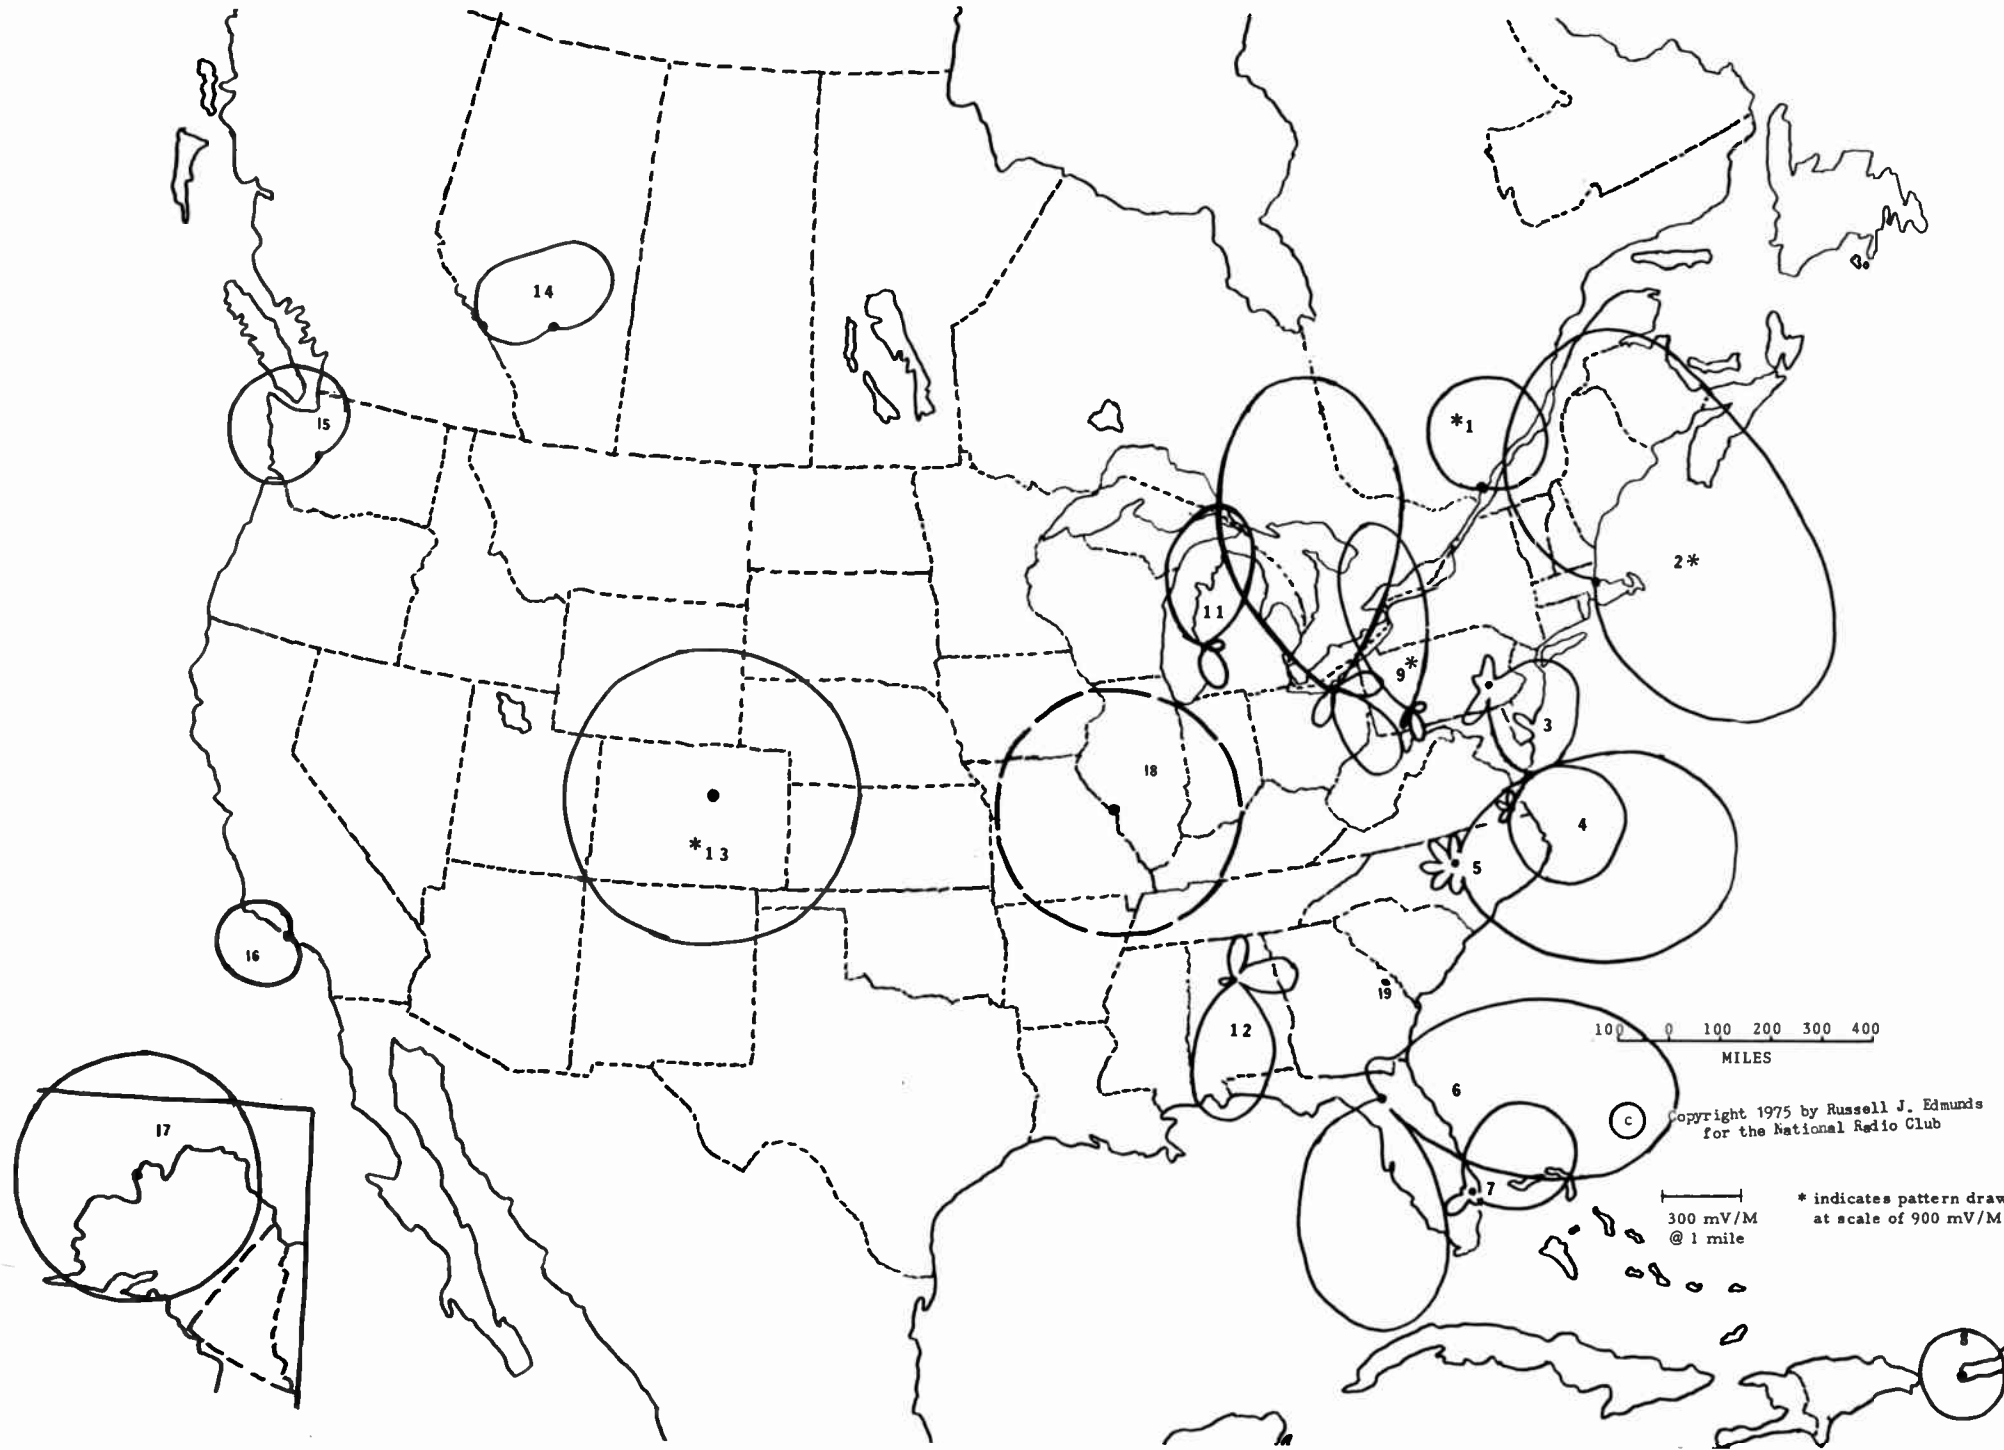 14
15
*1
2*
11
9*
3
18
4
*13
5
16
19
12
100 0 100 200 300 400
MILES
6
c
Copyright 1975 by Russell J. Edmunds
for the National Radio Club
17
7
300 mV/M
@ 1 mile
* indicates pattern draw
at scale of 900 mV/M
8